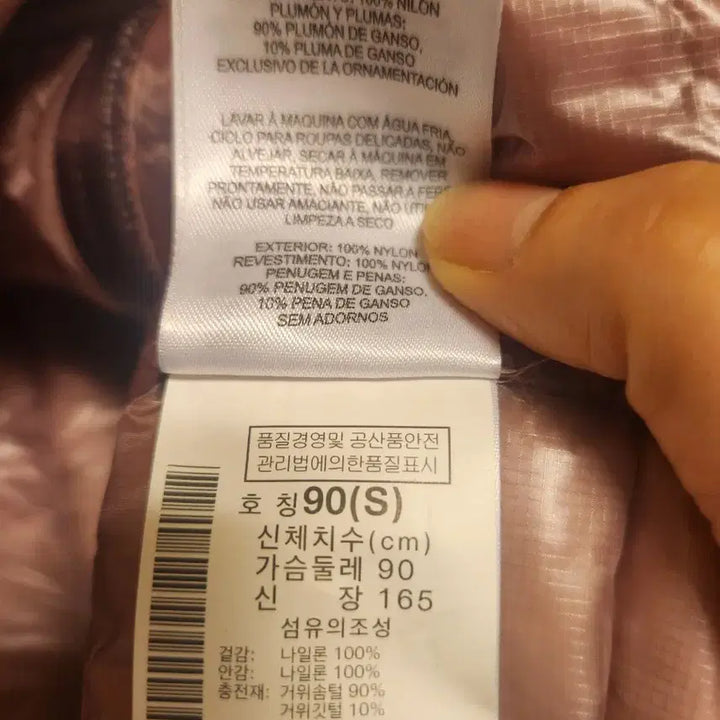 100% NILÓN
PLUMÓN Y PLUMAS:
90% PLUMÓN DE GANSO,
10% PLUMA DE GANSO
EXCLUSIVO DE LA ORNAMENTACIÓN
LAVAR À MAQUINA COM ÁGUA FRIA,
CICLO PARA ROUPAS DELICADAS, NÃO
ALVEJAR, SECAR À MÁQUINA EM
TEMPERATURA BAIXA, REMOVER
PRONTAMENTE, NÃO PASSAR A
NÃO USAR AMACIANTE, NÃO
LIMPEZA A SECO
EXTERIOR: 100% NYLON
REVESTIMENTO: 100%
PENUGEM E PENAS:
90% PENUGEM DE GANSO,
10% PENA DE GANSO
SEM ADORNOS
품질경영및 공산품안전
관리법에의한품질표시
호 칭 90(S)
신체치수(cm)
가슴둘레 90
신 장 165
섬유의조성
겉감: 나일론 100%
안감: 나일론 100%
충전재: 거위솜털 90%
거위깃털 10%